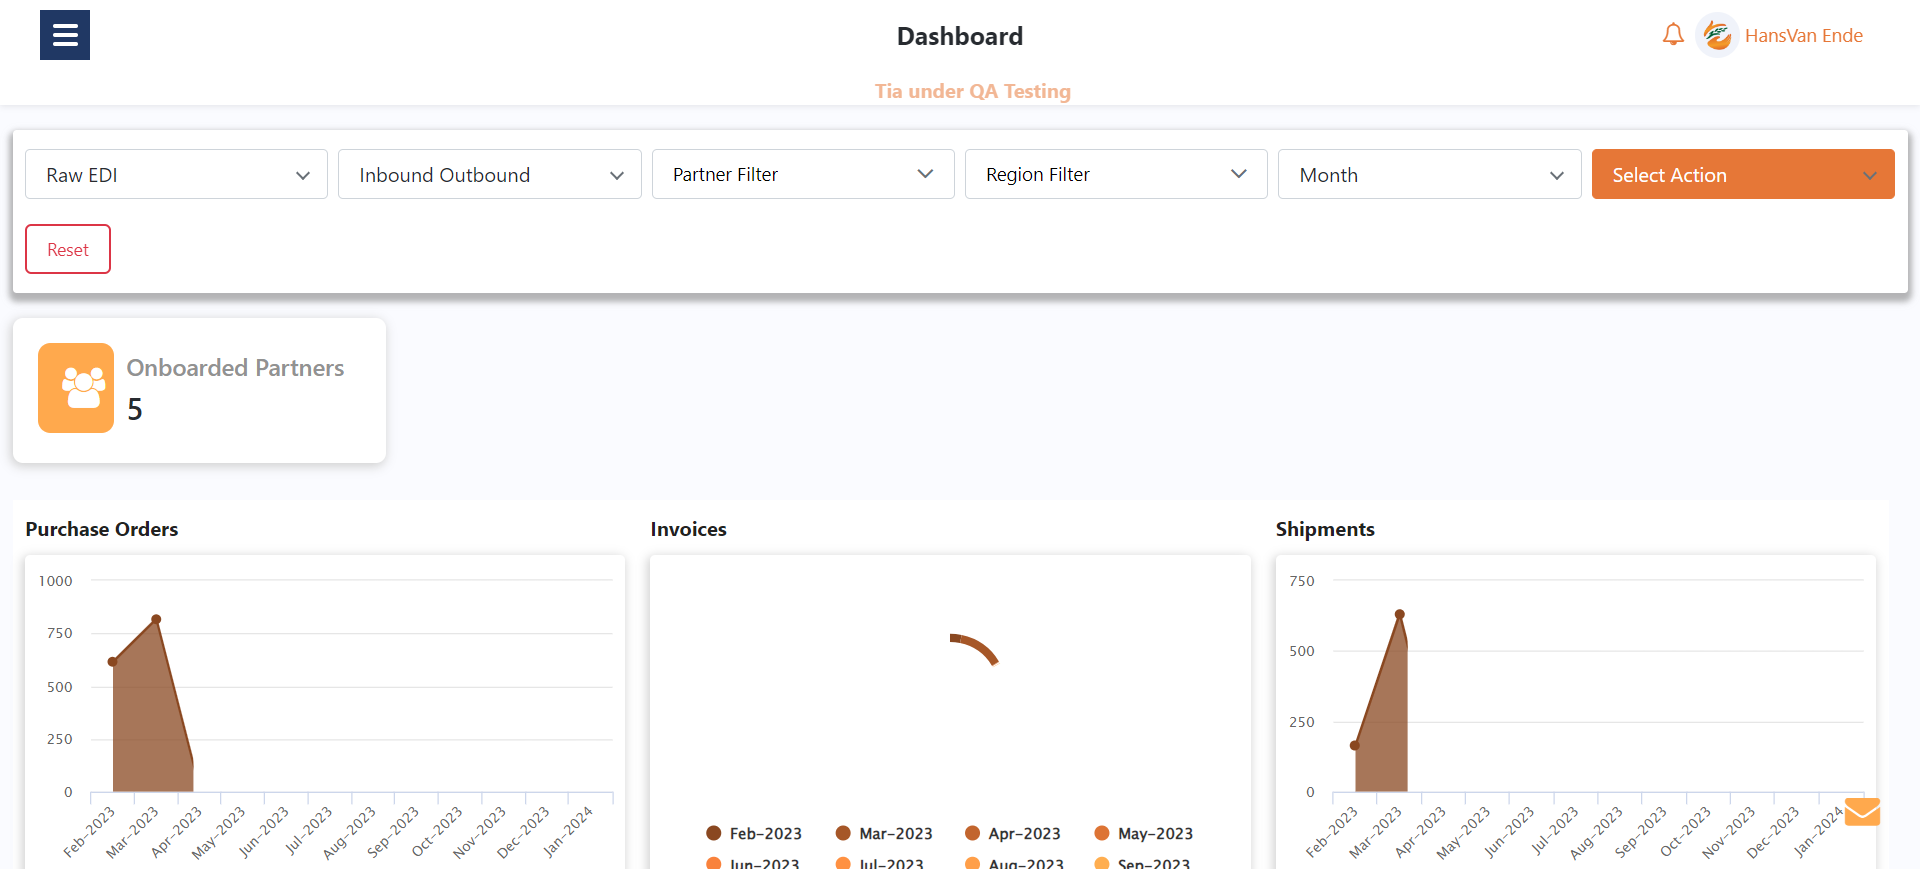 Dashboard
HansVan Ende
Tia under QA Testing
Raw EDI
Inbound Outbound
Partner Filter
Region Filter
Month
Select Action
Reset
Onboarded Partners
5
Purchase Orders
1000
750
500
250
0
Feb-2023
Mar-2023
Apr-2023
May-2023
Jun-2023
Jul-2023
Aug-2023
Sep-2023
Oct-2023
Nov-2023
Dec-2023
Jan-2024
Invoices
Feb-2023
Mar-2023
Apr-2023
May-2023
Jun-2023
Jul-2023
Aug-2023
Sep-2023
Shipments
750
500
250
0
Feb-2023
Mar-2023
Apr-2023
May-2023
Jun-2023
Jul-2023
Aug-2023
Sep-2023
Oct-2023
Nov-2023
Dec-2023
Jan-2024